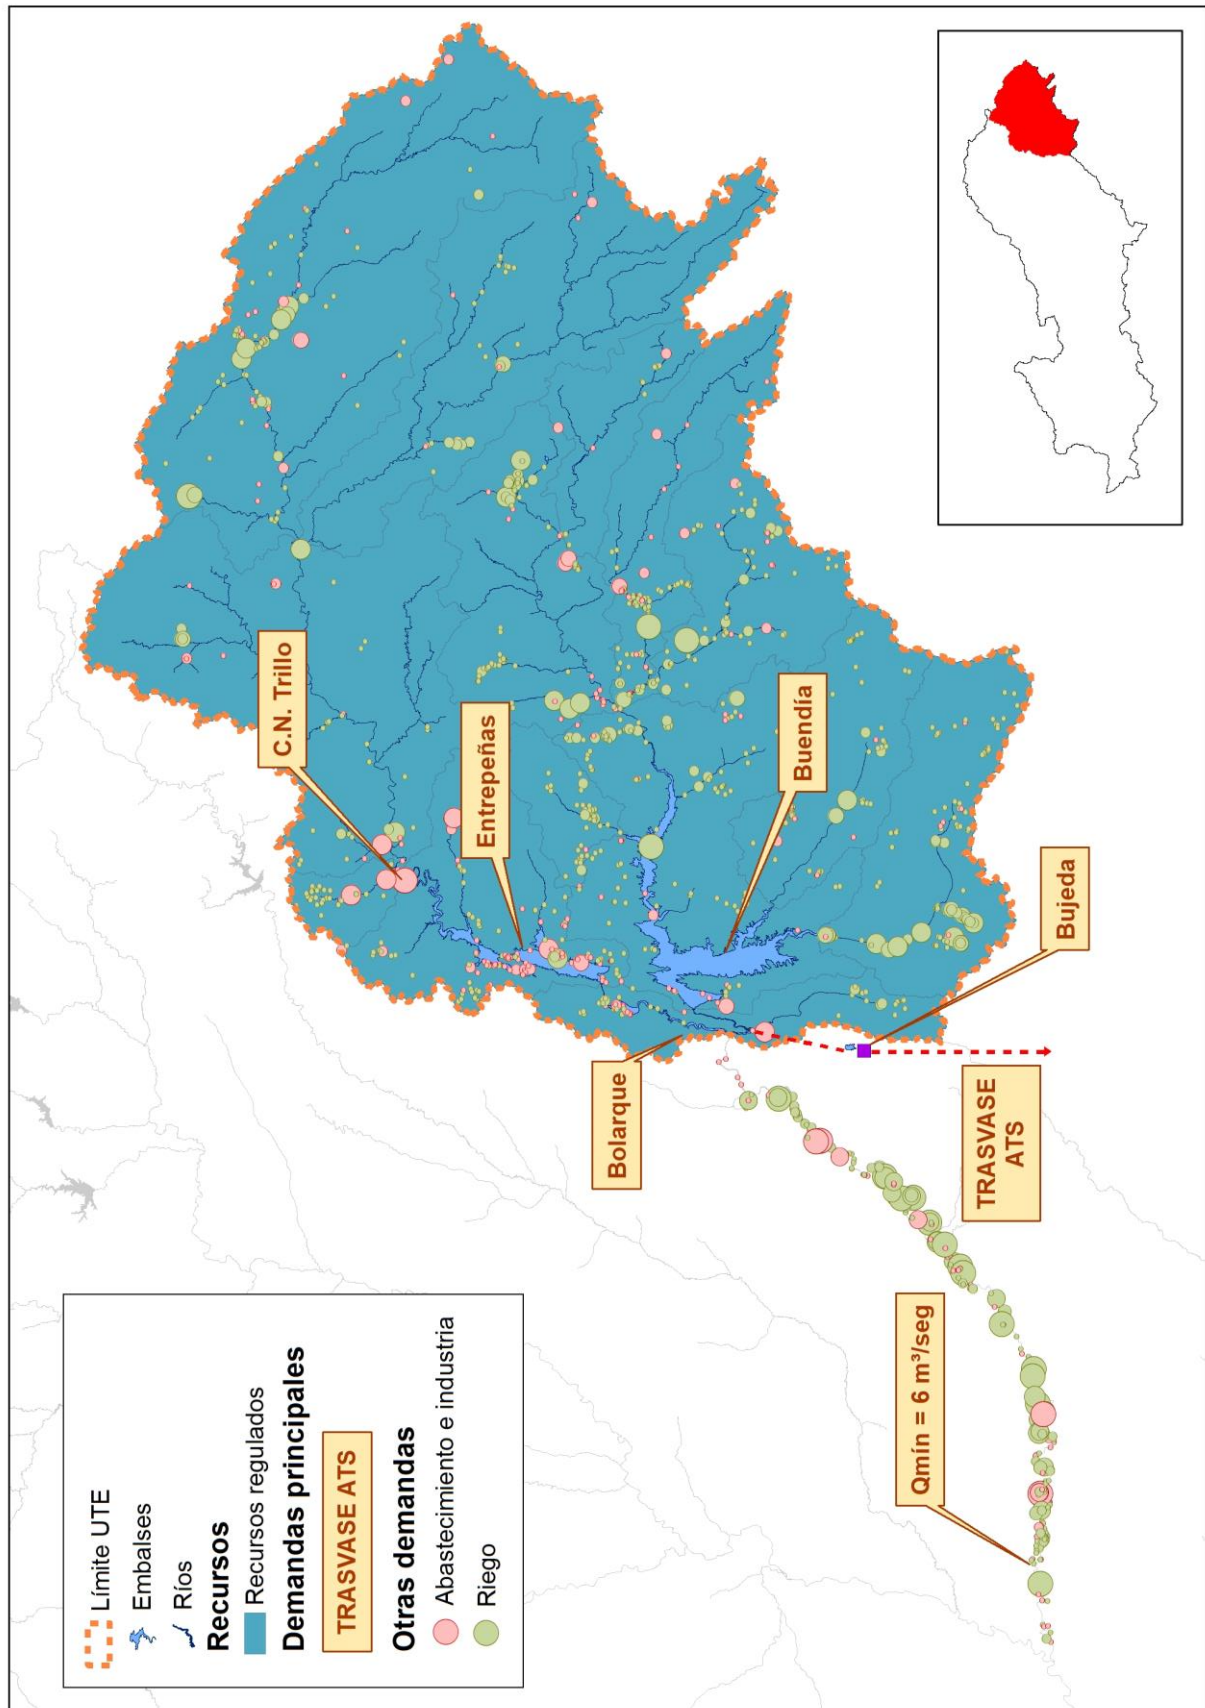 Límite UTE
Embalses
Ríos
Recursos
Recursos regulados
Demandas principales
TRASVASE ATS
Otras demandas
Abastecimiento e industria
Riego
C.N. Trillo
Entrepeñas
Buendía
Bolarque
Bujeda
TRASVASE
ATS
Qmín = 6 m³/seg